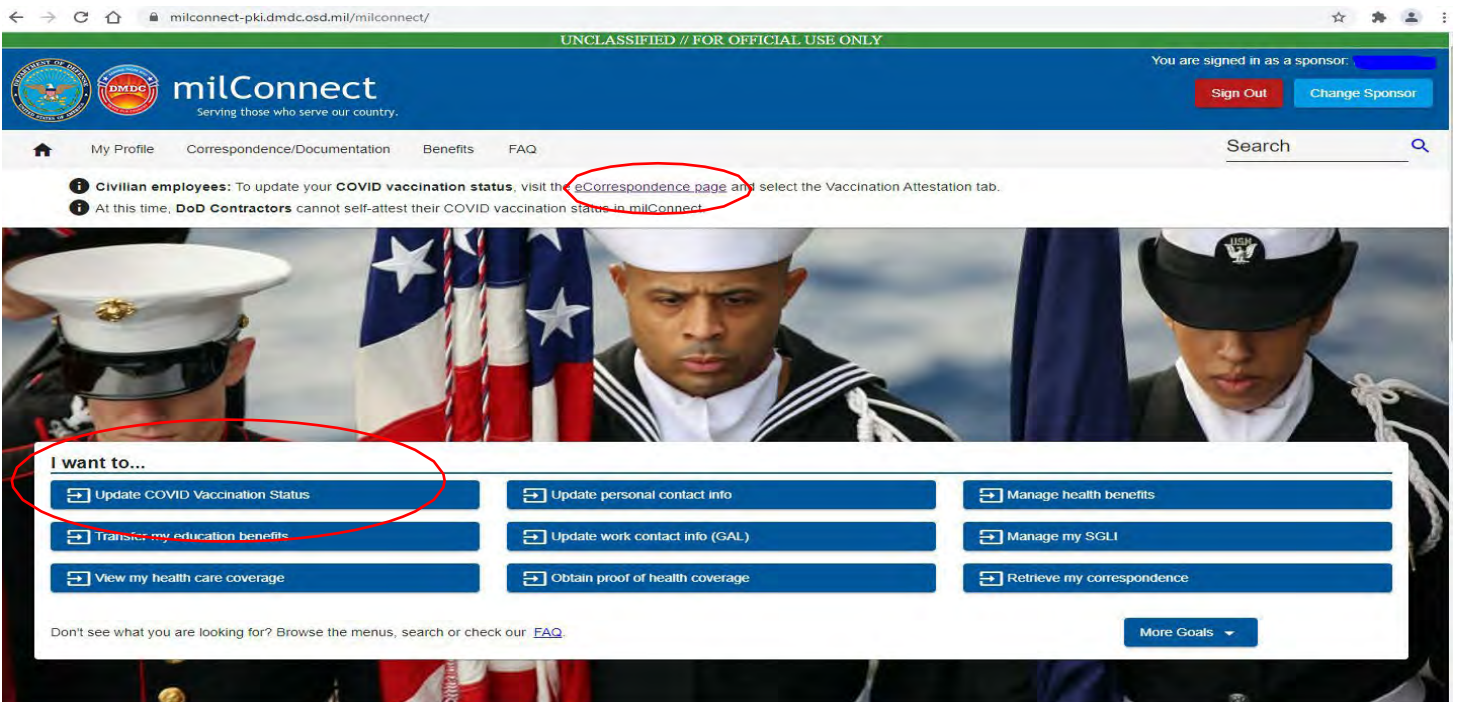 milconnect-pki.dmdc.osd.mil/milconnect/
UNCLASSIFIED // FOR OFFICIAL USE ONLY
You are signed in as a sponsor:
DMDC
milConnect
Serving those who serve our country.
Sign Out
Change Sponsor
My Profile
Correspondence/Documentation
Benefits
FAQ
Search
Civilian employees: To update your COVID vaccination status, visit the eCorrespondence page and select the Vaccination Attestation tab.
At this time, DoD Contractors cannot self-attest their COVID vaccination status in milConnect.
USN
I want to...
Update COVID Vaccination Status
Update personal contact info
Manage health benefits
Transfer my education benefits
Update work contact info (GAL)
Manage my SGLI
View my health care coverage
Obtain proof of health coverage
Retrieve my correspondence
Don't see what you are looking for? Browse the menus, search or check our FAQ.
More Goals